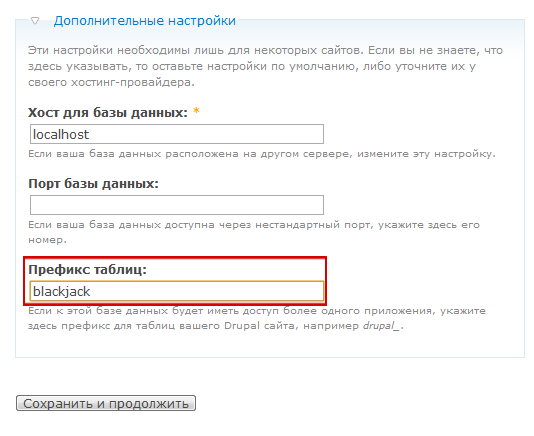 Дополнительные настройки
Эти настройки необходимы лишь для некоторых сайтов. Если вы не знаете, что
здесь указывать, то оставьте настройки по умолчанию, либо уточните их у
своего хостинг-провайдера.
Хост для базы данных: *
localhost
Если ваша база данных расположена на другом сервере, измените эту настройку.
Порт базы данных:
Если ваша база данных доступна через нестандартный порт, укажите здесь его
номер.
Префикс таблиц:
blackjack
Если к этой базе данных будет иметь доступ более одного приложения, укажите
здесь префикс для таблиц вашего Drupal сайта, например drupal_.
Сохранить и продолжить